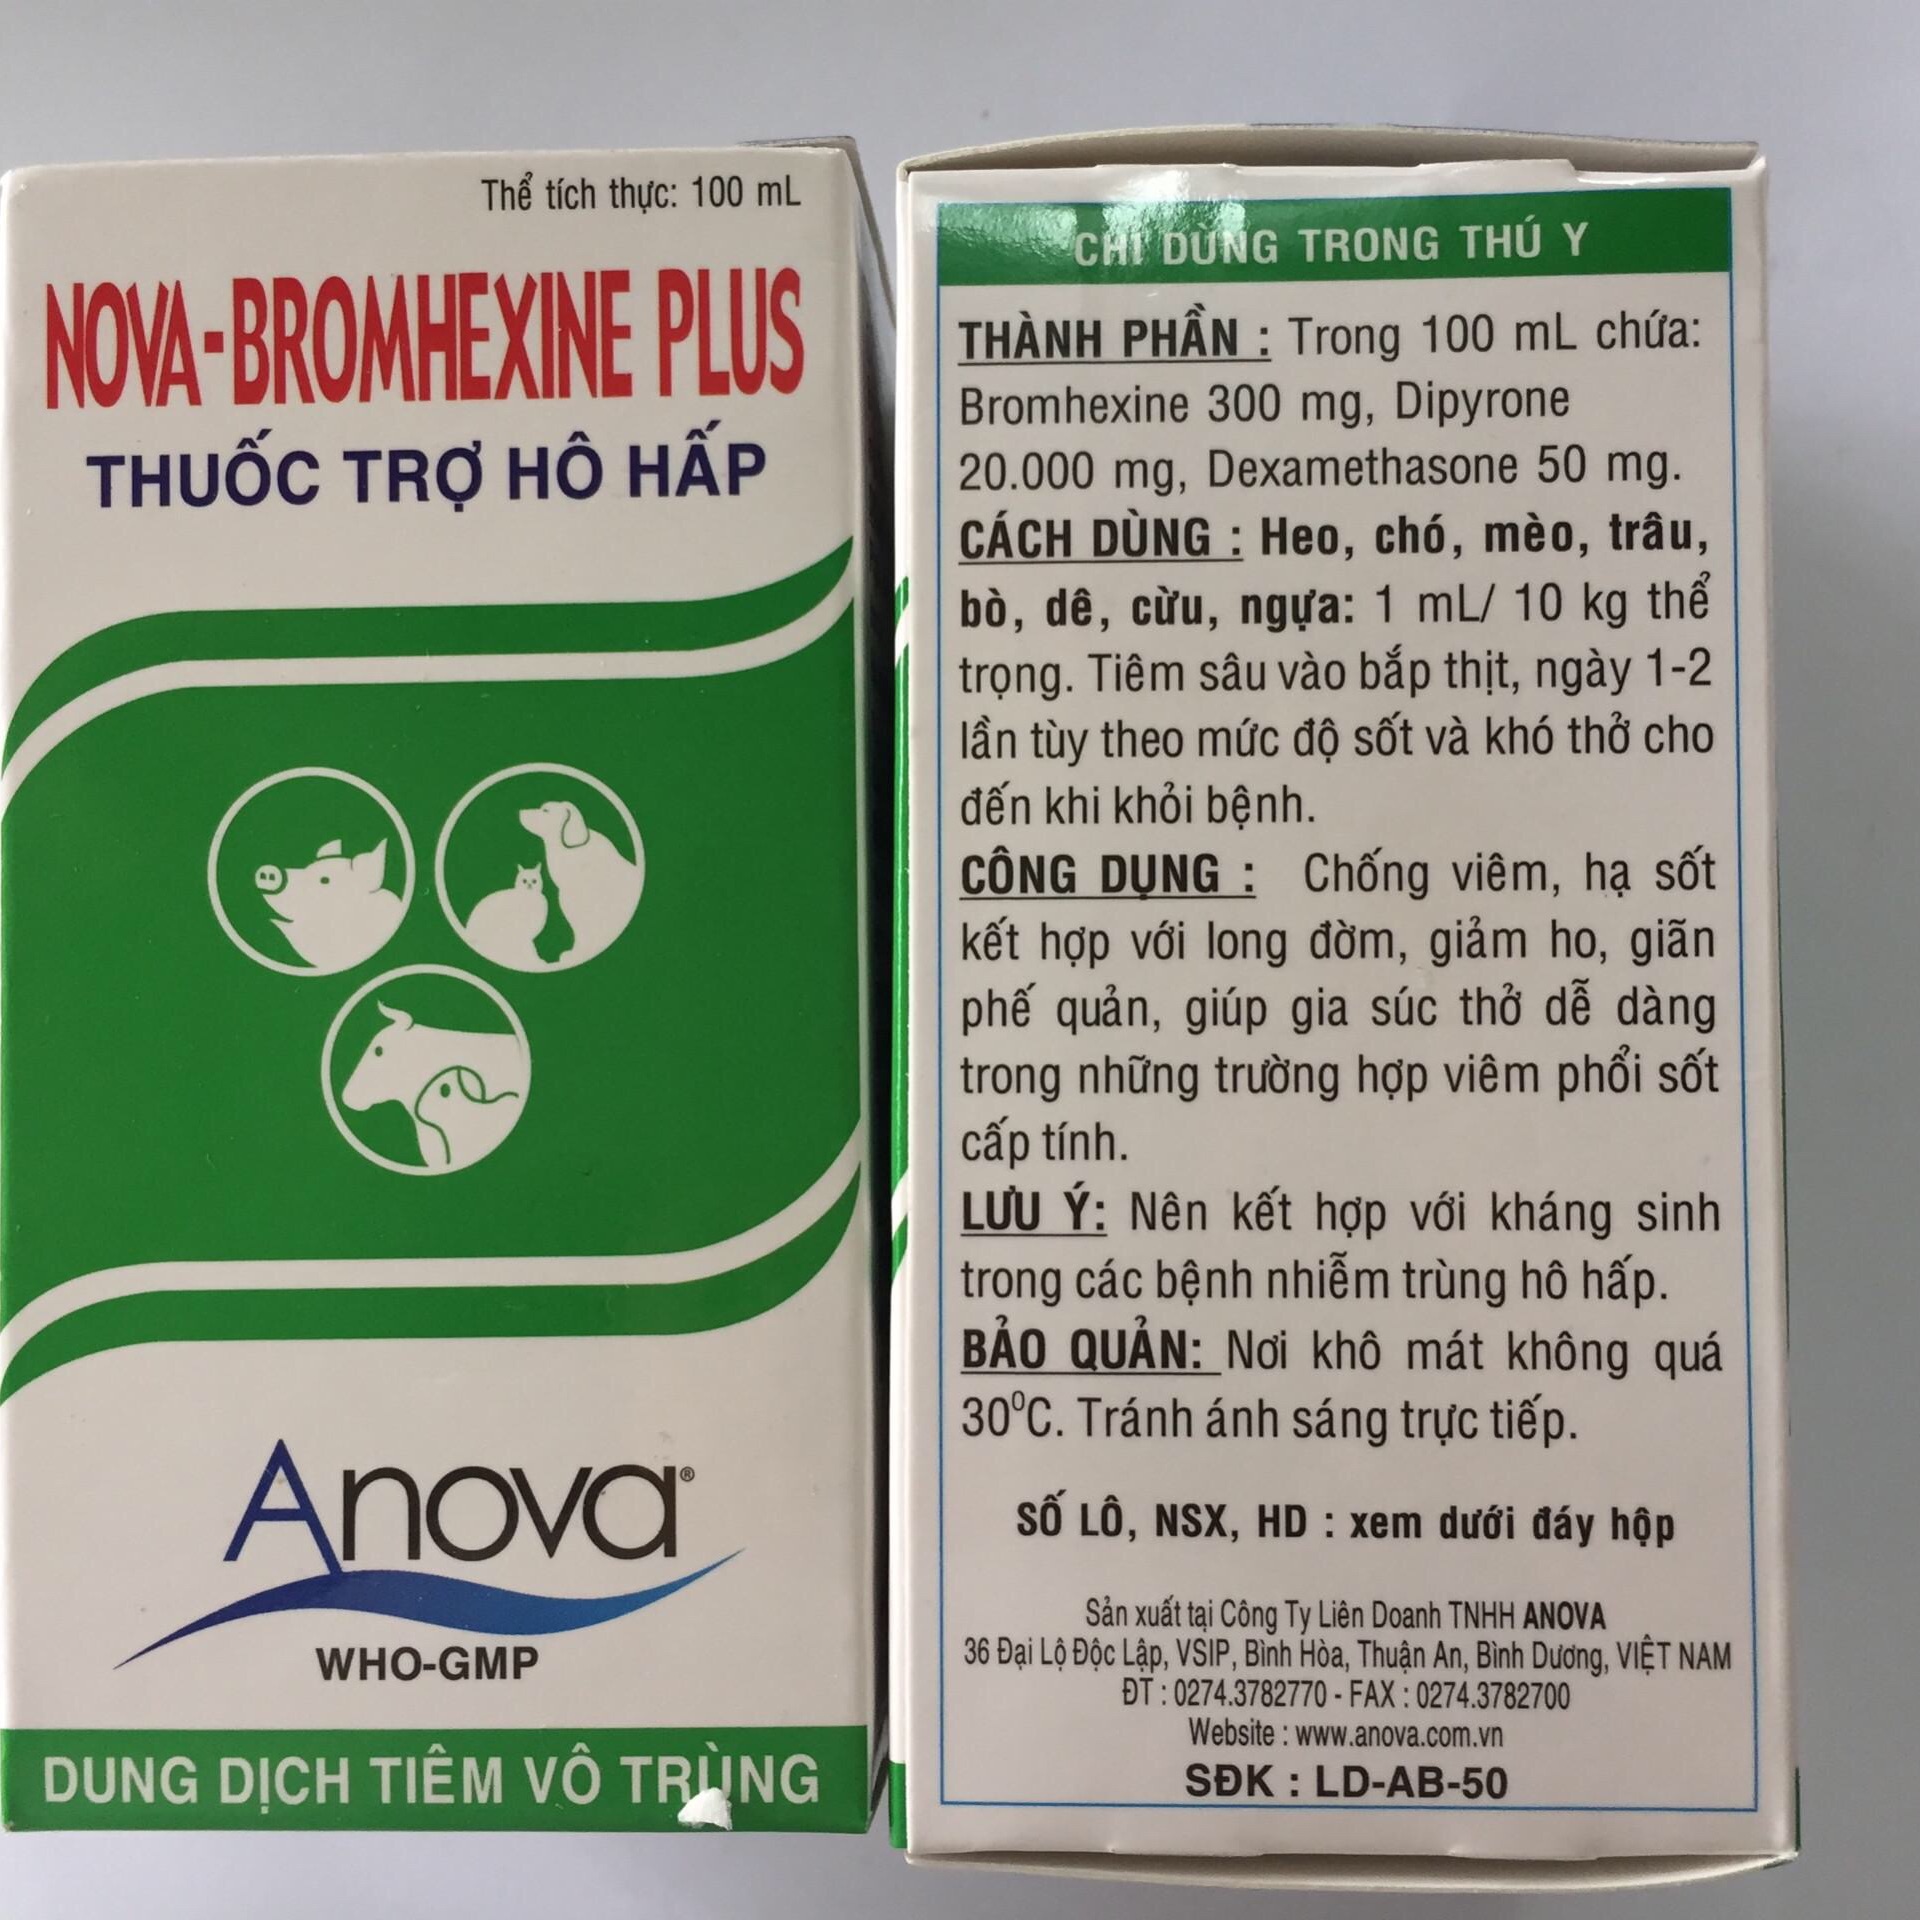 Thể tích thực: 100 mL
NOVA-BROMHEXINE PLUS
THUỐC TRỢ HÔ HẤP
Anova®
WHO-GMP
DUNG DỊCH TIÊM VÔ TRÙNG
CHỈ DÙNG TRONG THÚ Y
THÀNH PHẦN : Trong 100 mL chứa:
Bromhexine 300 mg, Dipyrone
20.000 mg, Dexamethasone 50 mg.
CÁCH DÙNG : Heo, chó, mèo, trâu,
bò, dê, cừu, ngựa: 1 mL/ 10 kg thể
trọng. Tiêm sâu vào bắp thịt, ngày 1-2
lần tùy theo mức độ sốt và khó thở cho
đến khi khỏi bệnh.
CÔNG DỤNG : Chống viêm, hạ sốt
kết hợp với long đờm, giảm ho, giãn
phế quản, giúp gia súc thở dễ dàng
trong những trường hợp viêm phổi sốt
cấp tính.
LƯU Ý: Nên kết hợp với kháng sinh
trong các bệnh nhiễm trùng hô hấp.
BẢO QUẢN: Nơi khô mát không quá
30⁰C. Tránh ánh sáng trực tiếp.
SỐ LÔ, NSX, HD : xem dưới đáy hộp
Sản xuất tại Công Ty Liên Doanh TNHH ANOVA
36 Đại Lộ Độc Lập, VSIP, Bình Hòa, Thuận An, Bình Dương, VIỆT NAM
ĐT : 0274.3782770 - FAX : 0274.3782700
Website : www.anova.com.vn
SĐK : LD-AB-50